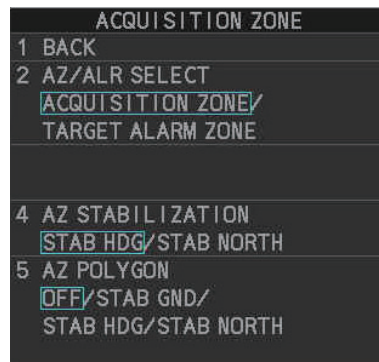 ACQUISITION ZONE
1 BACK
2 AZ/ALR SELECT
ACQUISITION ZONE/
TARGET ALARM ZONE
4 AZ STABILIZATION
STAB HDG/STAB NORTH
5 AZ POLYGON
OFF/STAB GND/
STAB HDG/STAB NORTH